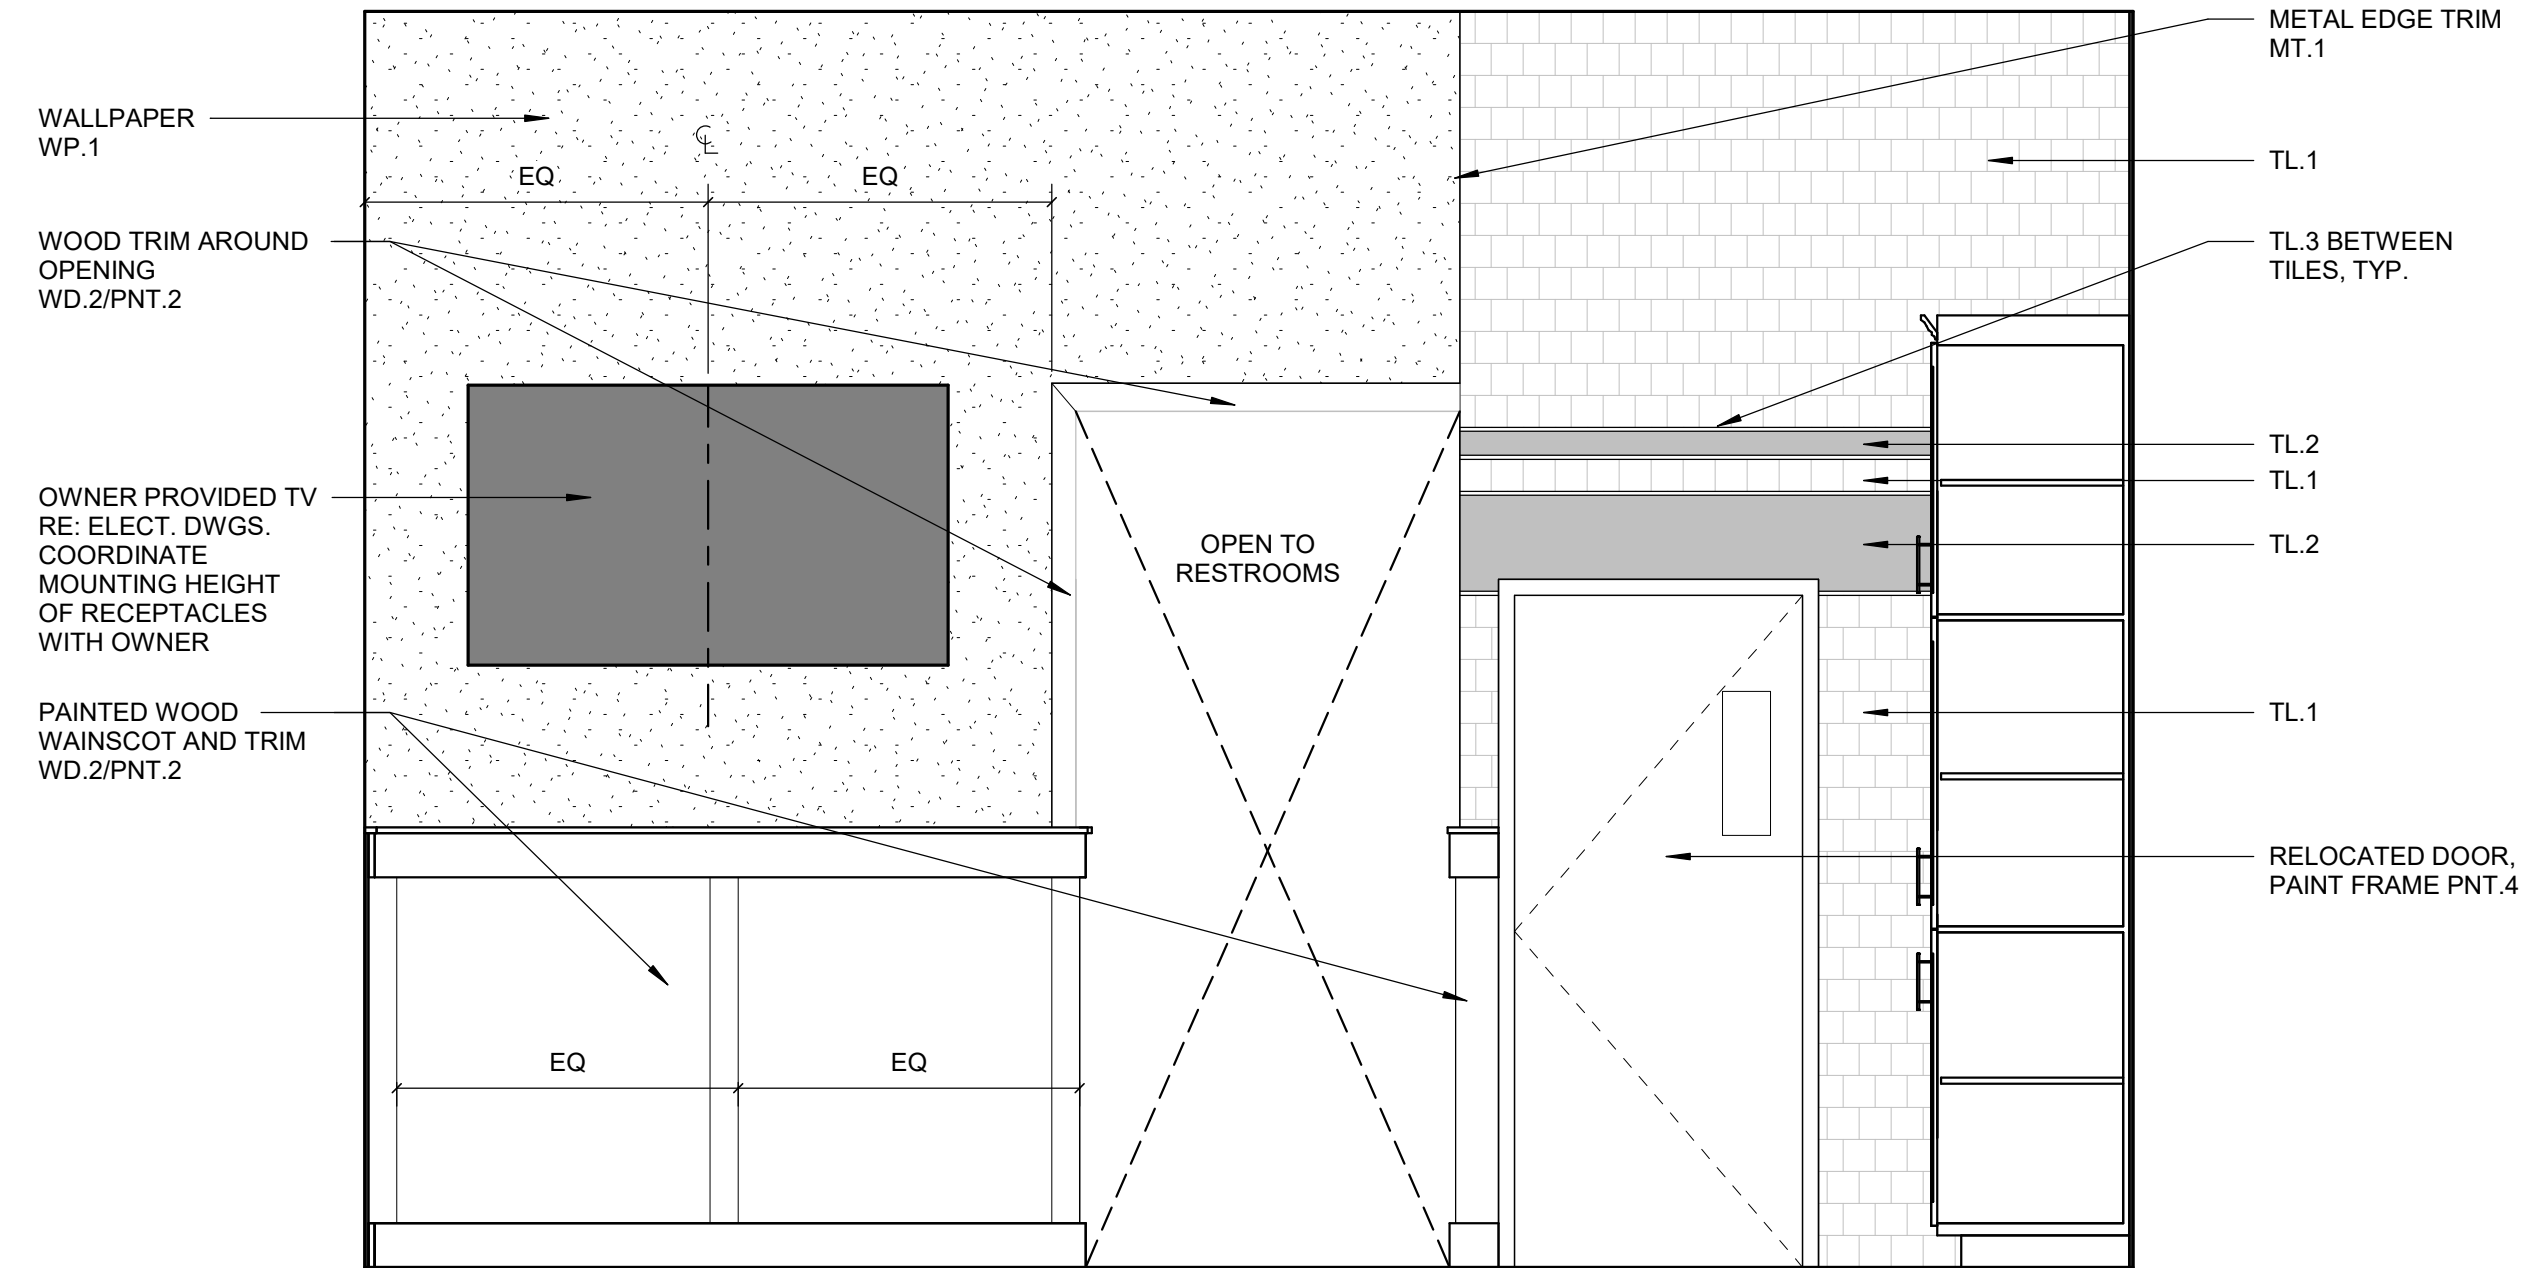 METAL EDGE TRIM
MT.1
WALLPAPER
WP.1
℄
TL.1
EQ
EQ
WOOD TRIM AROUND
OPENING
WD.2/PNT.2
TL.3 BETWEEN
TILES, TYP.
TL.2
TL.1
OWNER PROVIDED TV
RE: ELECT. DWGS.
COORDINATE
MOUNTING HEIGHT
OF RECEPTACLES
WITH OWNER
OPEN TO
RESTROOMS
TL.2
PAINTED WOOD
WAINSCOT AND TRIM
WD.2/PNT.2
TL.1
RELOCATED DOOR,
PAINT FRAME PNT.4
EQ
EQ